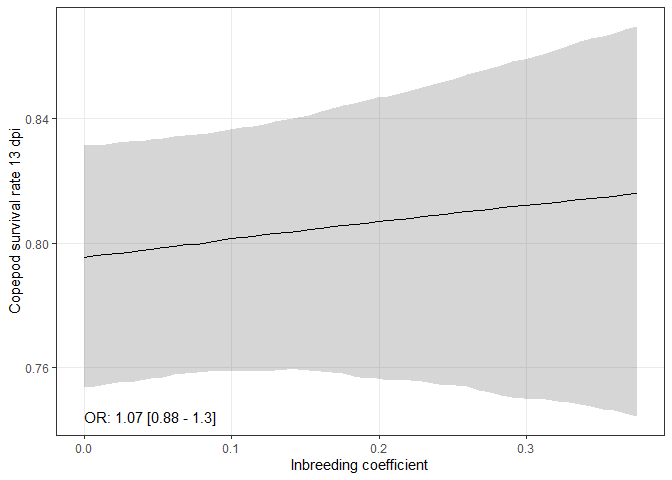 Copepod survival rate 13 dpi
0.84
0.80
0.76
OR: 1.07 [0.88 - 1.3]
0.0 0.1 0.2 0.3
Inbreeding coefficient